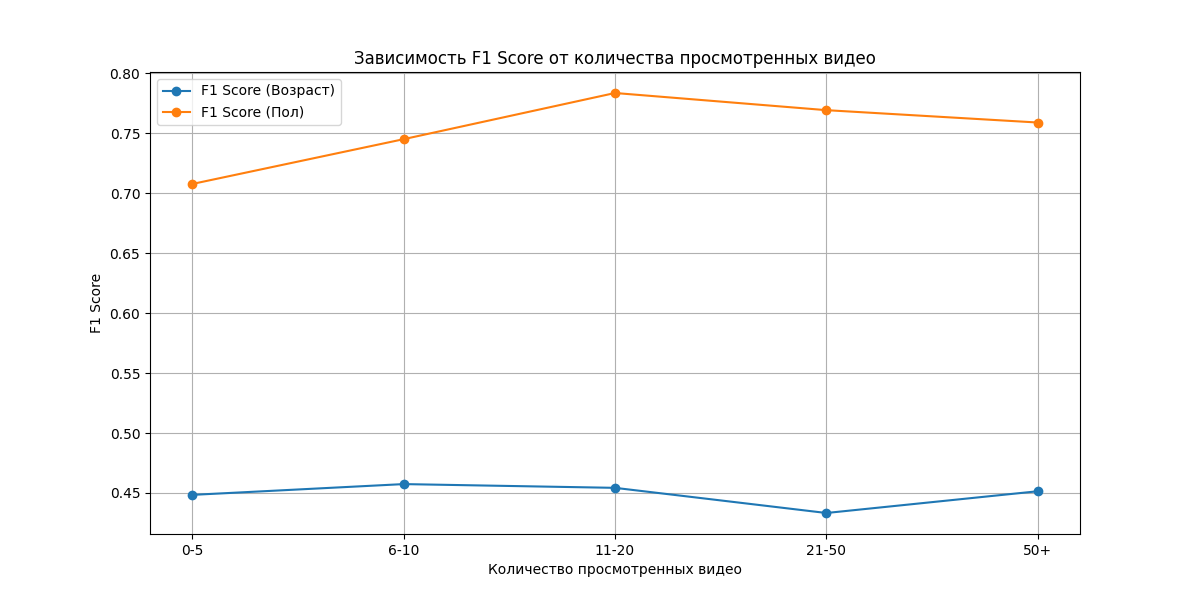 Зависимость F1 Score от количества просмотренных видео
F1 Score (Возраст)
F1 Score (Пол)
0.80
0.75
0.70
0.65
0.60
0.55
0.50
0.45
F1 Score
0-5
6-10
11-20
21-50
50+
Количество просмотренных видео